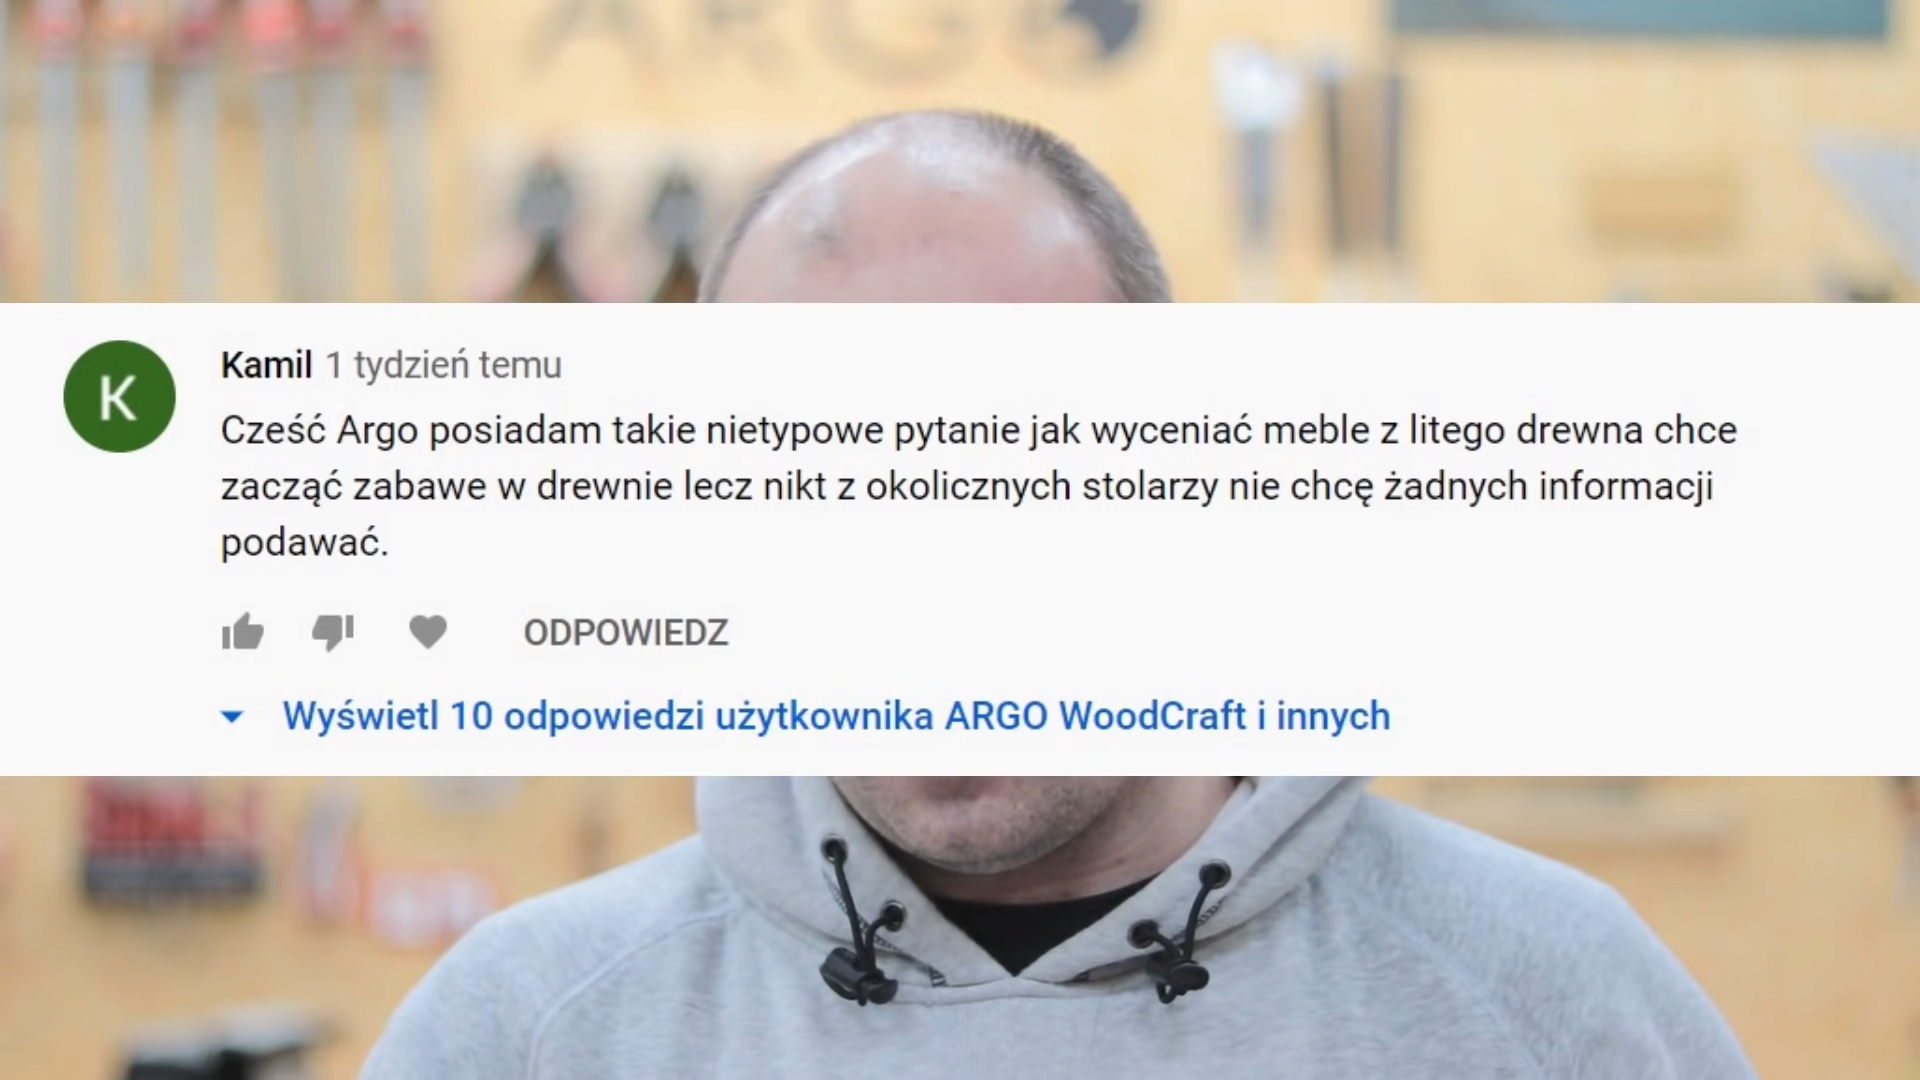 ARGO
K
Kamil 1 tydzień temu
Cześć Argo posiadam takie nietypowe pytanie jak wyceniać meble z litego drewna chce
zacząć zabawe w drewnie lecz nikt z okolicznych stolarzy nie chcę żadnych informacji
podawać.
ODPOWIEDZ
Wyświetl 10 odpowiedzi użytkownika ARGO WoodCraft i innych